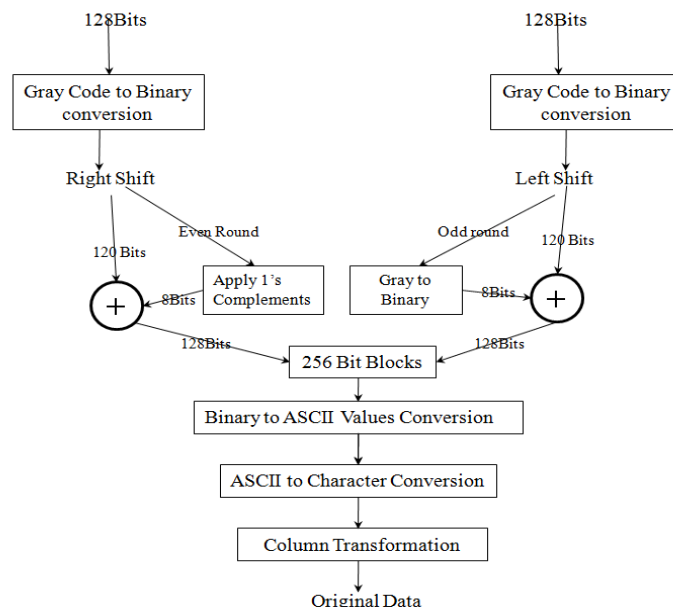 128Bits
128Bits
Gray Code to Binary
conversion
Gray Code to Binary
conversion
Right Shift
Left Shift
Even Round
Odd round
120 Bits
120 Bits
Apply 1's
Complements
Gray to
Binary
8Bits
8Bits
+
+
128Bits
128Bits
256 Bit Blocks
Binary to ASCII Values Conversion
ASCII to Character Conversion
Column Transformation
Original Data